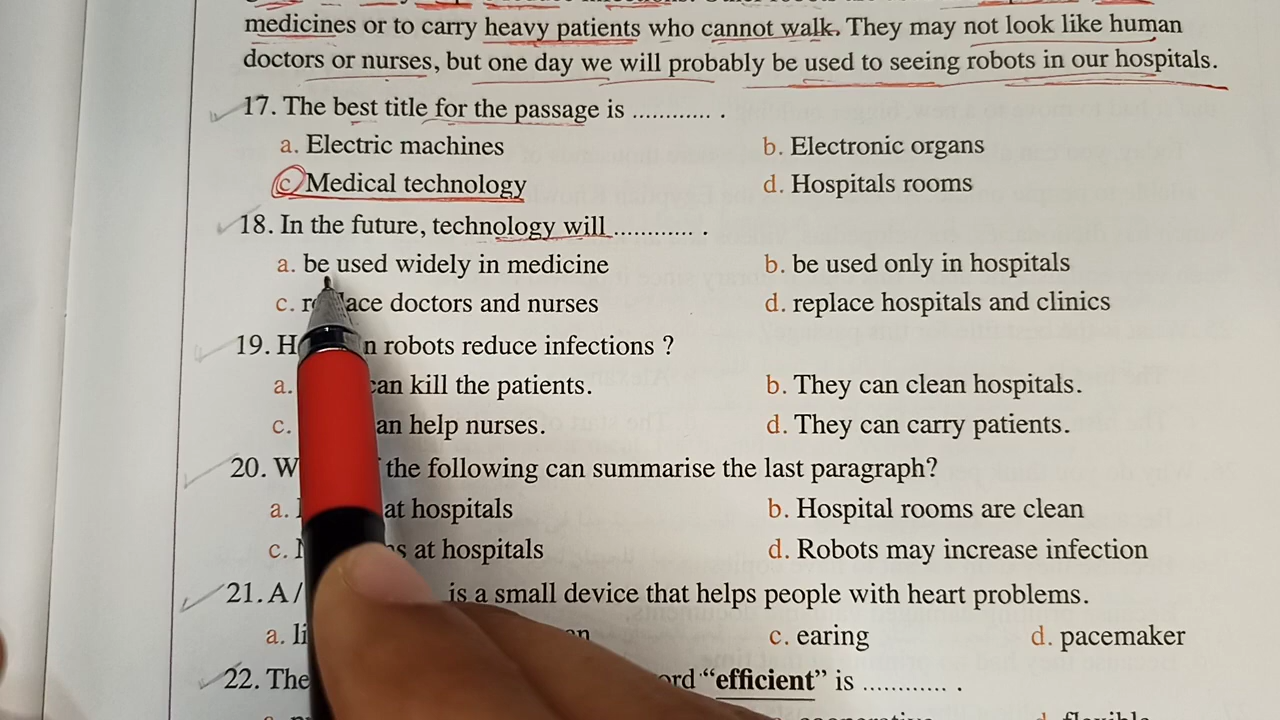 medicines or to carry heavy patients who cannot walk. They may not look like human
doctors or nurses, but one day we will probably be used to seeing robots in our hospitals.
17. The best title for the passage is ............ .
a. Electric machines b. Electronic organs
c. Medical technology d. Hospitals rooms
18. In the future, technology will ............ .
a. be used widely in medicine b. be used only in hospitals
c. doctors and nurses d. replace hospitals and clinics
19. robots reduce infections ?
a. can kill the patients. b. They can clean hospitals.
c. help nurses. d. They can carry patients.
20. the following can summarise the last paragraph?
a. at hospitals b. Hospital rooms are clean
c. at hospitals d. Robots may increase infection
21. A/ is a small device that helps people with heart problems.
a. c. earing d. pacemaker
22. The "efficient" is ............ .